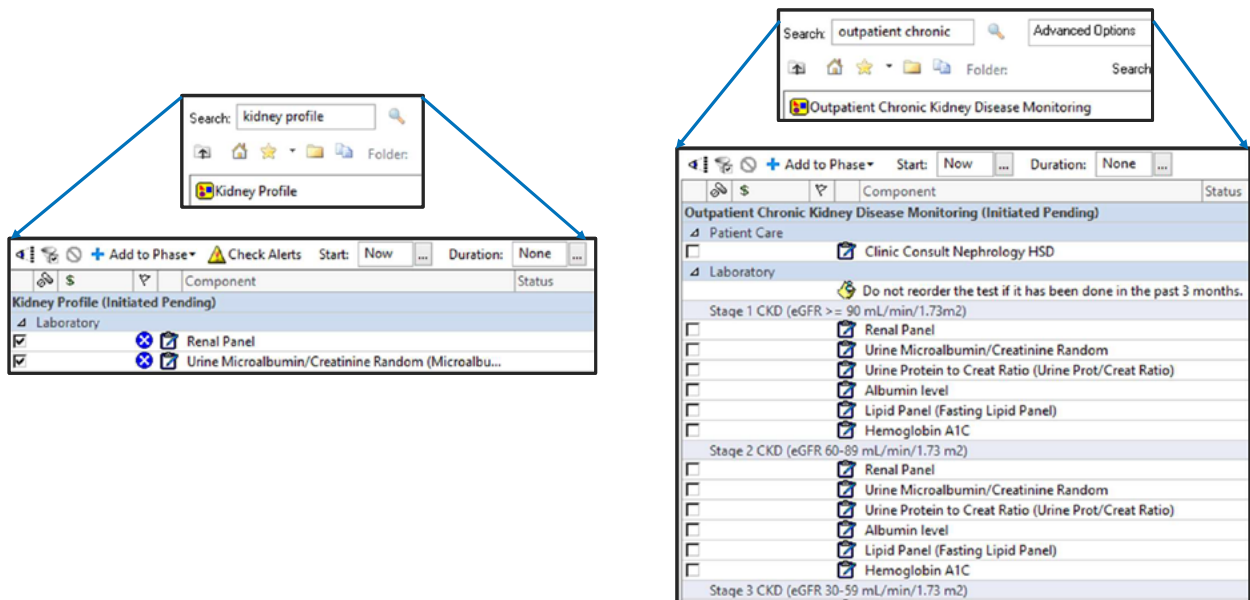 Search: kidney profile
Folder:
Kidney Profile
Add to Phase Check Alerts Start: Now ... Duration: None ...
$ Component Status
Kidney Profile (Initiated Pending)
Laboratory
Renal Panel
Urine Microalbumin/Creatinine Random (Microalbu...
Search: outpatient chronic Advanced Options
Folder: Search
Outpatient Chronic Kidney Disease Monitoring
Add to Phase Start: Now ... Duration: None ...
$ Component Status
Outpatient Chronic Kidney Disease Monitoring (Initiated Pending)
Patient Care
Clinic Consult Nephrology HSD
Laboratory
Do not reorder the test if it has been done in the past 3 months.
Stage 1 CKD (eGFR >= 90 mL/min/1.73m2)
Renal Panel
Urine Microalbumin/Creatinine Random
Urine Protein to Creat Ratio (Urine Prot/Creat Ratio)
Albumin level
Lipid Panel (Fasting Lipid Panel)
Hemoglobin A1C
Stage 2 CKD (eGFR 60-89 mL/min/1.73 m2)
Renal Panel
Urine Microalbumin/Creatinine Random
Urine Protein to Creat Ratio (Urine Prot/Creat Ratio)
Albumin level
Lipid Panel (Fasting Lipid Panel)
Hemoglobin A1C
Stage 3 CKD (eGFR 30-59 mL/min/1.73 m2)